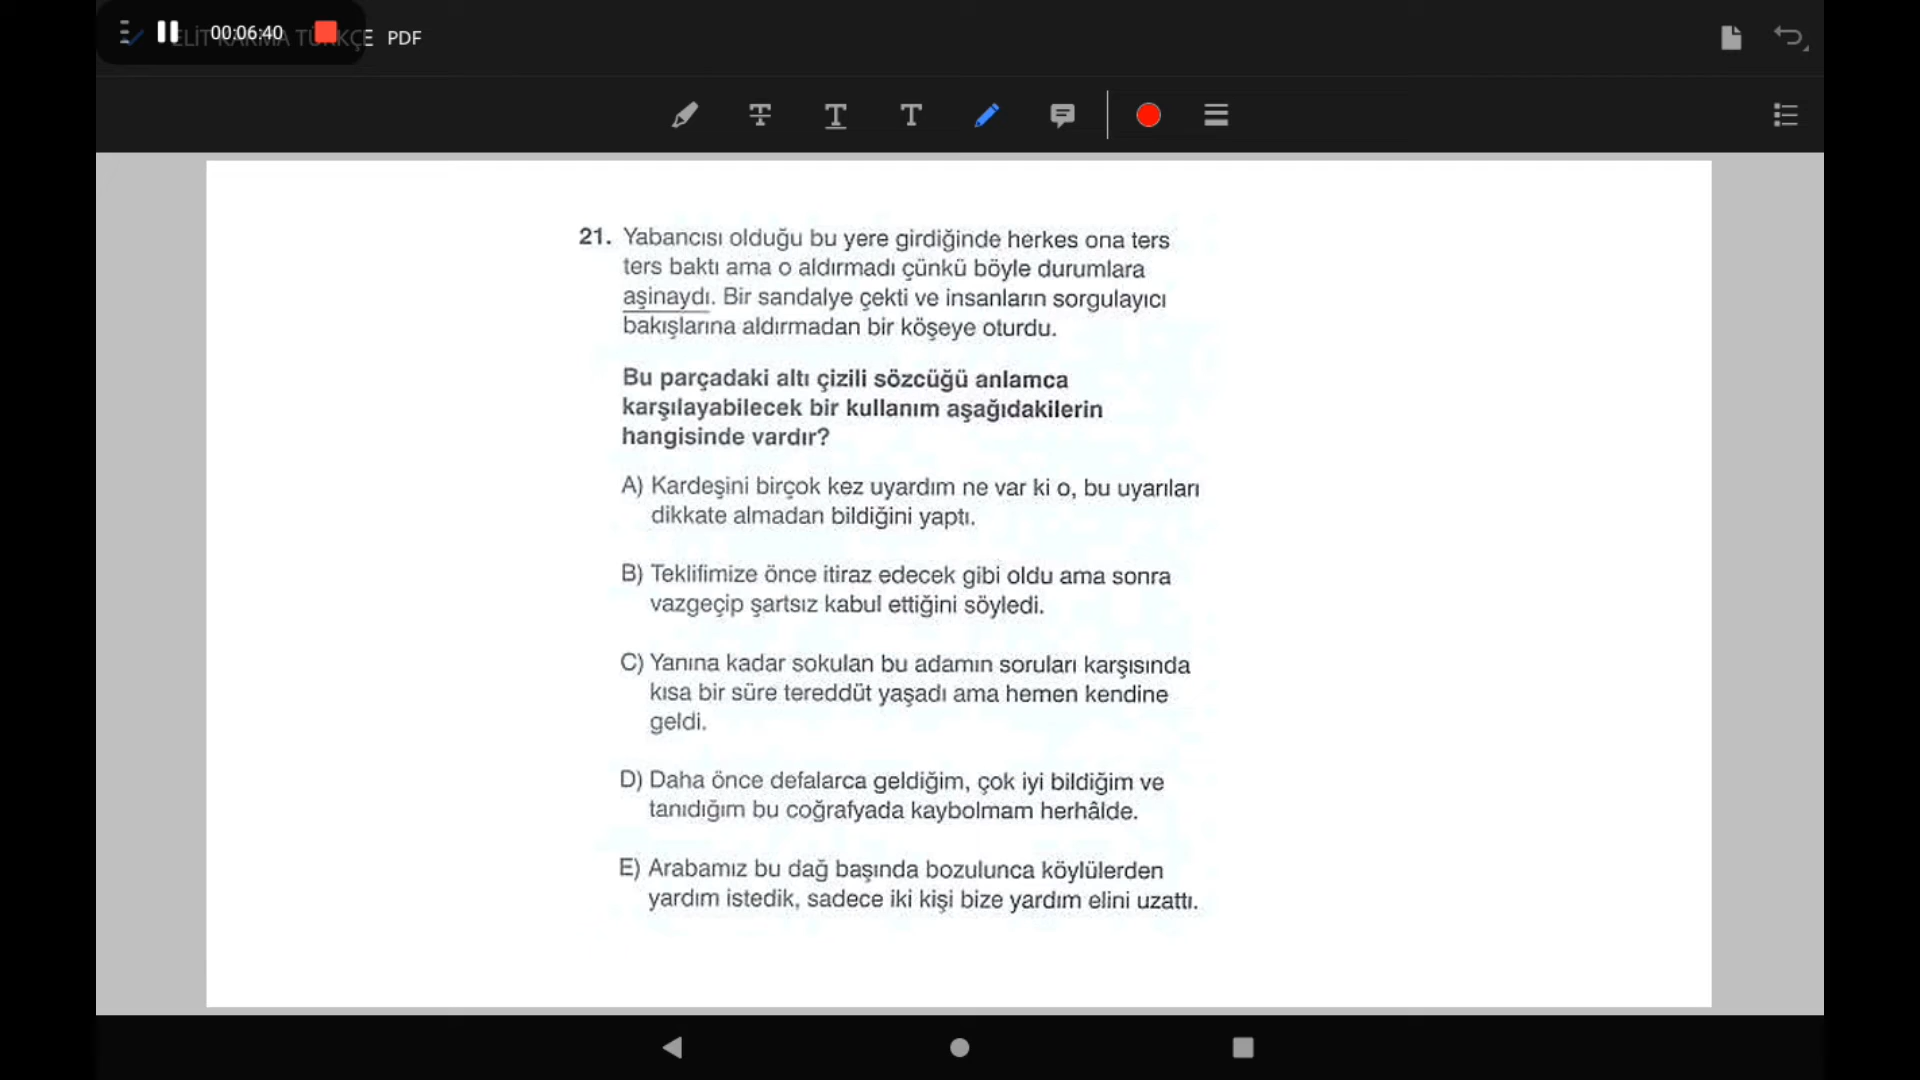 00:06:40
ELİT KARMA TÜRKÇE PDF
21. Yabancısı olduğu bu yere girdiğinde herkes ona ters
ters baktı ama o aldırmadı çünkü böyle durumlara
aşinaydı. Bir sandalye çekti ve insanların sorgulayıcı
bakışlarına aldırmadan bir köşeye oturdu.
Bu parçadaki altı çizili sözcüğü anlamca
karşılayabilecek bir kullanım aşağıdakilerin
hangisinde vardır?
A) Kardeşini birçok kez uyardım ne var ki o, bu uyarıları
dikkate almadan bildiğini yaptı.
B) Teklifimize önce itiraz edecek gibi oldu ama sonra
vazgeçip şartsız kabul ettiğini söyledi.
C) Yanına kadar sokulan bu adamın soruları karşısında
kısa bir süre tereddüt yaşadı ama hemen kendine
geldi.
D) Daha önce defalarca geldiğim, çok iyi bildiğim ve
tanıdığım bu coğrafyada kaybolmam herhâlde.
E) Arabamız bu dağ başında bozulunca köylülerden
yardım istedik, sadece iki kişi bize yardım elini uzattı.